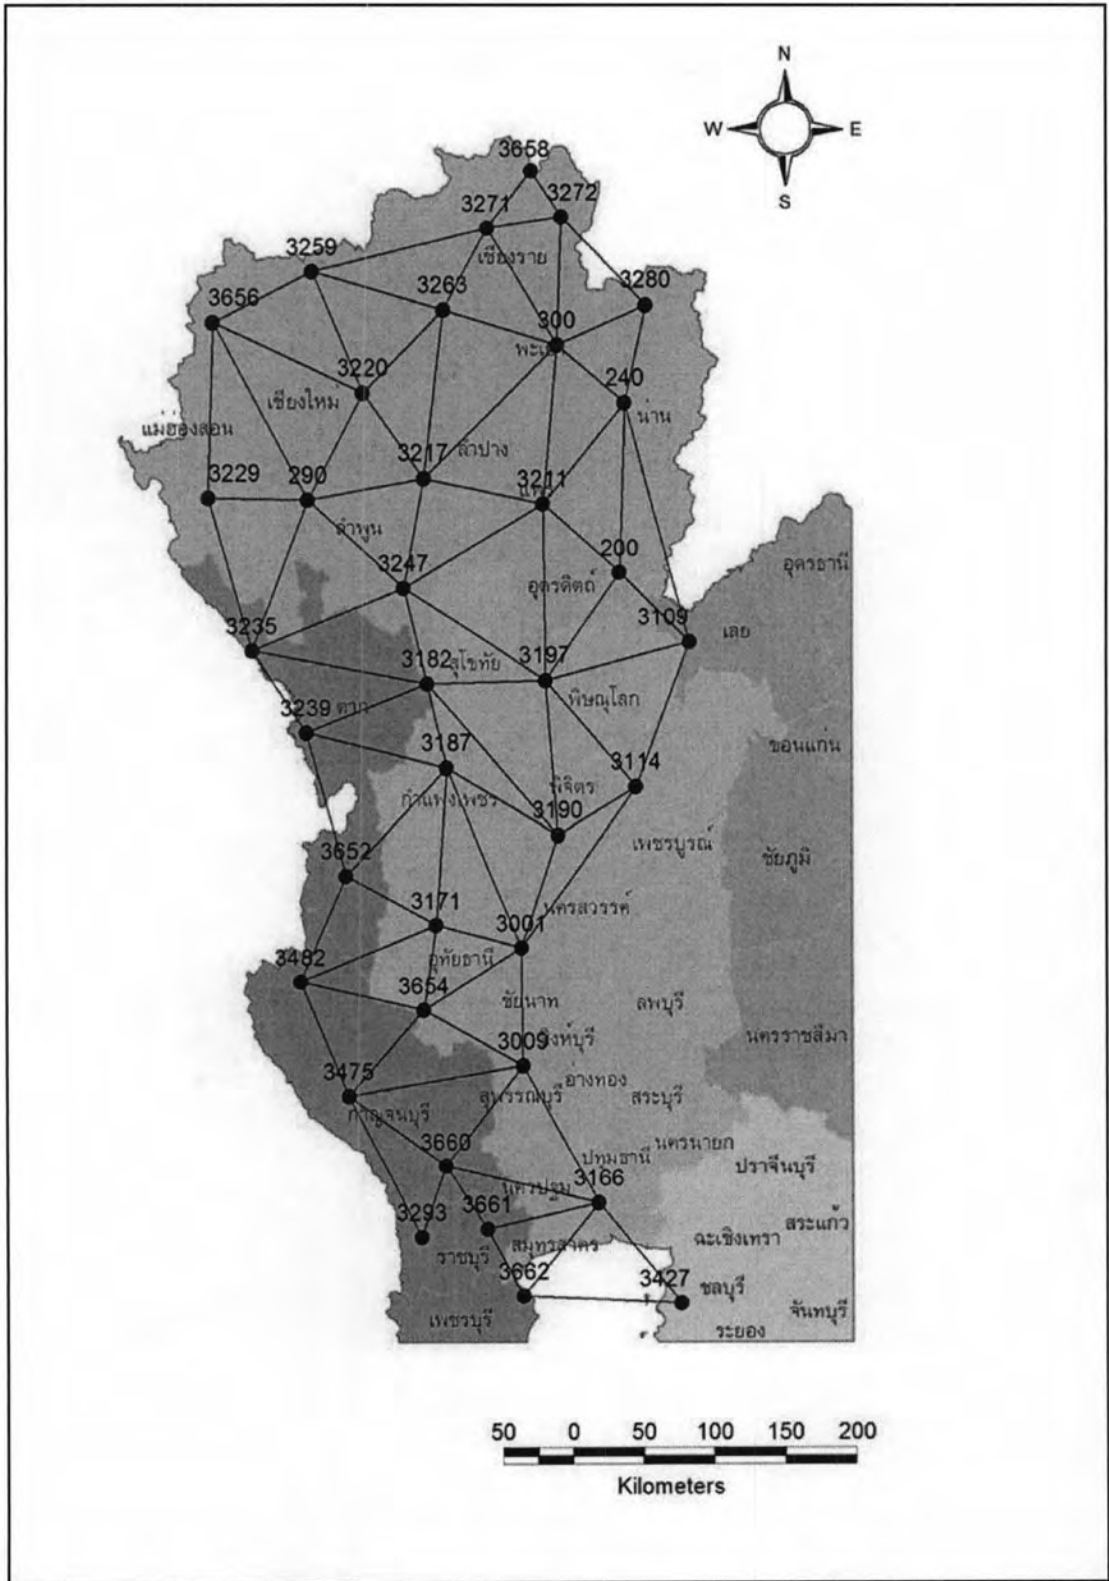 N
W E
S
3658
3272
3271
เชียงราย
3259
3263
3280
3656
300
3220
240
เชียงใหม่
น่าน
แม่ฮ่องสอน
3217
ลำปาง
3229
290
3211
ลำพูน
3247
200
อุตรดิตถ์
อุดรธานี
3235
3109
เลย
3182
สุโขทัย
3197
พิษณุโลก
3239
3187
3114
ขอนแก่น
กำแพงเพชร
พิจิตร
3190
เพชรบูรณ์
ชัยภูมิ
3652
3171
3001
นครสวรรค์
3482
อุทัยธานี
3654
ชัยนาท
ลพบุรี
3009
สิงห์บุรี
นครราชสีมา
3475
อ่างทอง
สุพรรณบุรี
สระบุรี
กาญจนบุรี
3660
ปทุมธานี
นครนายก
ปราจีนบุรี
3166
นครปฐม
3661
3293
สระแก้ว
ราชบุรี
สมุทรสาคร
ฉะเชิงเทรา
3662
3427
ชลบุรี
เพชรบุรี
จันทบุรี
ระยอง
50 0 50 100 150 200
Kilometers